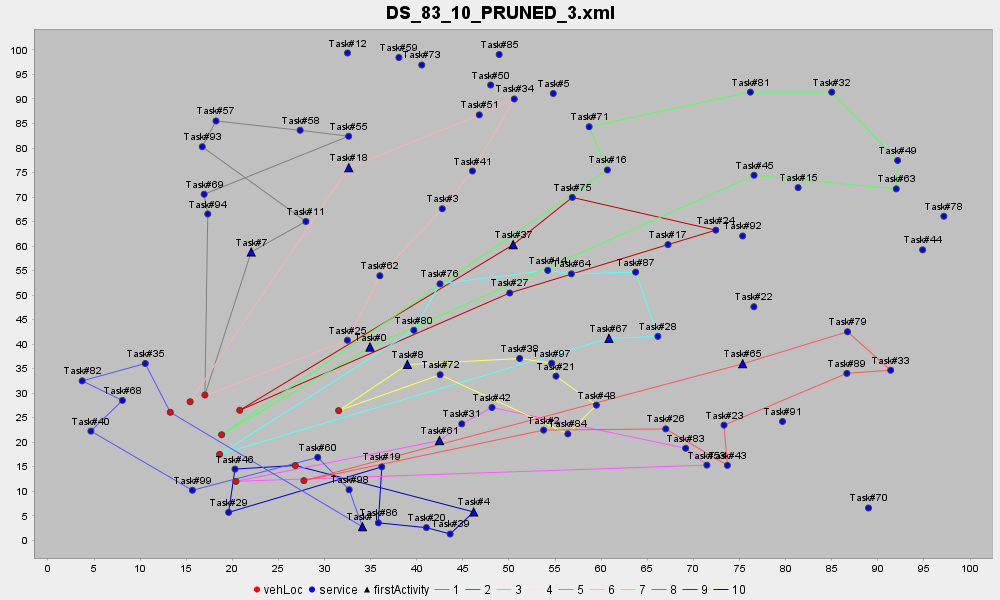 DS_83_10_PRUNED_3.xml
100
95
90
85
80
75
70
65
60
55
50
45
40
35
30
25
20
15
10
5
0
Task#12
Task#59
Task#73
Task#85
Task#50
Task#34
Task#5
Task#81
Task#32
Task#57
Task#58
Task#55
Task#51
Task#71
Task#93
Task#18
Task#41
Task#16
Task#49
Task#45
Task#15
Task#63
Task#69
Task#94
Task#11
Task#3
Task#75
Task#78
Task#7
Task#37
Task#17
Task#24
Task#92
Task#44
Task#62
Task#76
Task#14
Task#64
Task#87
Task#27
Task#22
Task#25
Task#0
Task#80
Task#67
Task#28
Task#79
Task#35
Task#8
Task#72
Task#38
Task#97
Task#21
Task#65
Task#89
Task#33
Task#82
Task#68
Task#42
Task#48
Task#40
Task#31
Task#61
Task#2
Task#84
Task#26
Task#23
Task#91
Task#83
Task#53
Task#43
Task#46
Task#60
Task#19
Task#99
Task#98
Task#29
Task#1
Task#86
Task#20
Task#39
Task#4
Task#70
0 5 10 15 20 25 30 35 40 45 50 55 60 65 70 75 80 85 90 95 100
vehLoc service firstActivity 1 2 3 4 5 6 7 8 9 10